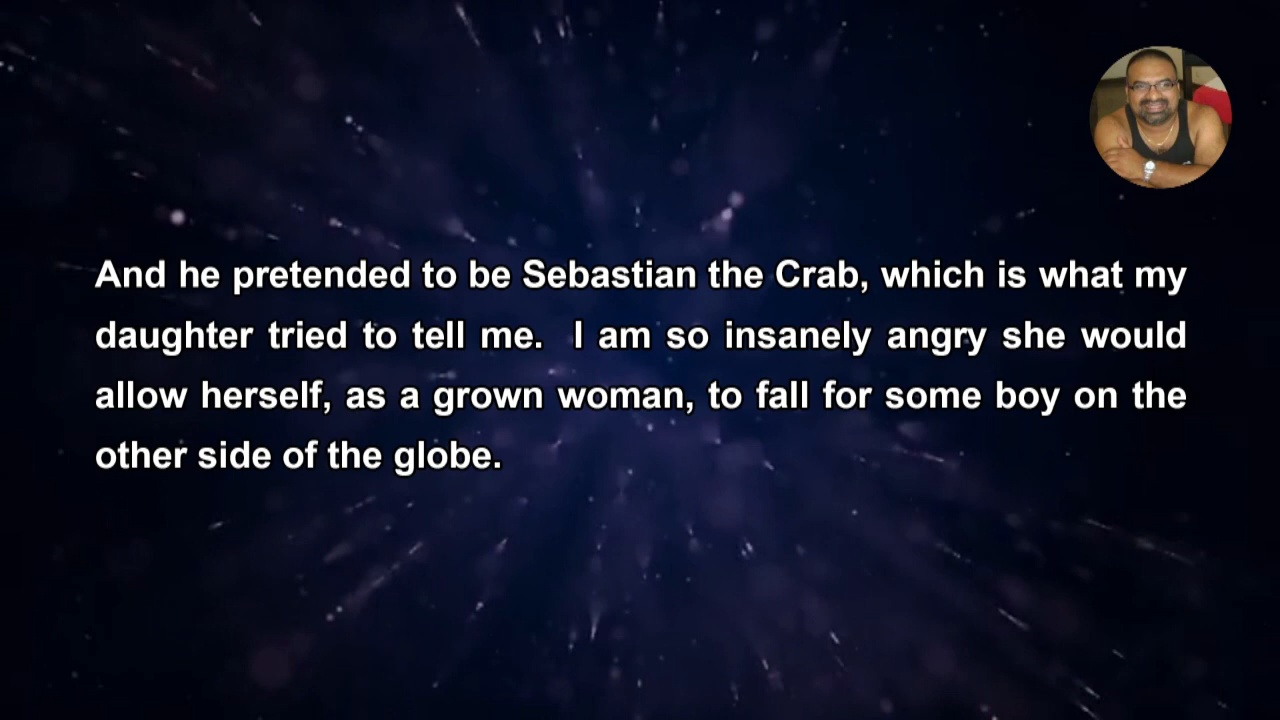 And he pretended to be Sebastian the Crab, which is what my
daughter tried to tell me.  I am so insanely angry she would
allow herself, as a grown woman, to fall for some boy on the
other side of the globe.